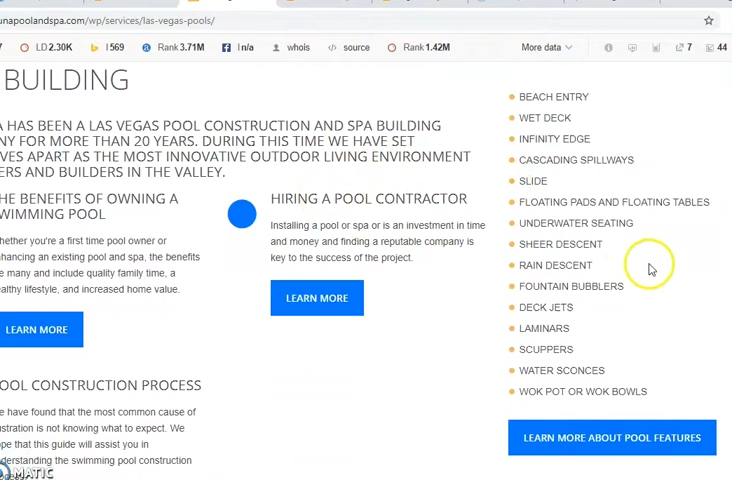 unapoolandspa.com/wp/services/las-vegas-pools/
LD 2.30K
I 569
Rank 3.71M
I n/a
whois
source
Rank 1.42M
More data
7
44
BUILDING
A HAS BEEN A LAS VEGAS POOL CONSTRUCTION AND SPA BUILDING
NY FOR MORE THAN 20 YEARS. DURING THIS TIME WE HAVE SET
VES APART AS THE MOST INNOVATIVE OUTDOOR LIVING ENVIRONMENT
ERS AND BUILDERS IN THE VALLEY.
HE BENEFITS OF OWNING A
WIMMING POOL
hether you're a first time pool owner or
nhancing an existing pool and spa, the benefits
e many and include quality family time, a
ealthy lifestyle, and increased home value.
LEARN MORE
OOL CONSTRUCTION PROCESS
e have found that the most common cause of
ustration is not knowing what to expect. We
ope that this guide will assist you in
nderstanding the swimming pool construction
ocess.
MATIC
HIRING A POOL CONTRACTOR
Installing a pool or spa or is an investment in time
and money and finding a reputable company is
key to the success of the project.
LEARN MORE
BEACH ENTRY
WET DECK
INFINITY EDGE
CASCADING SPILLWAYS
SLIDE
FLOATING PADS AND FLOATING TABLES
UNDERWATER SEATING
SHEER DESCENT
RAIN DESCENT
FOUNTAIN BUBBLERS
DECK JETS
LAMINARS
SCUPPERS
WATER SCONCES
WOK POT OR WOK BOWLS
LEARN MORE ABOUT POOL FEATURES